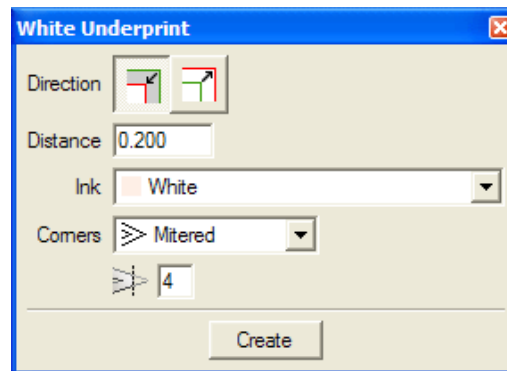 White Underprint
Direction
Distance 0.200
Ink White
Corners Mitered
4
Create